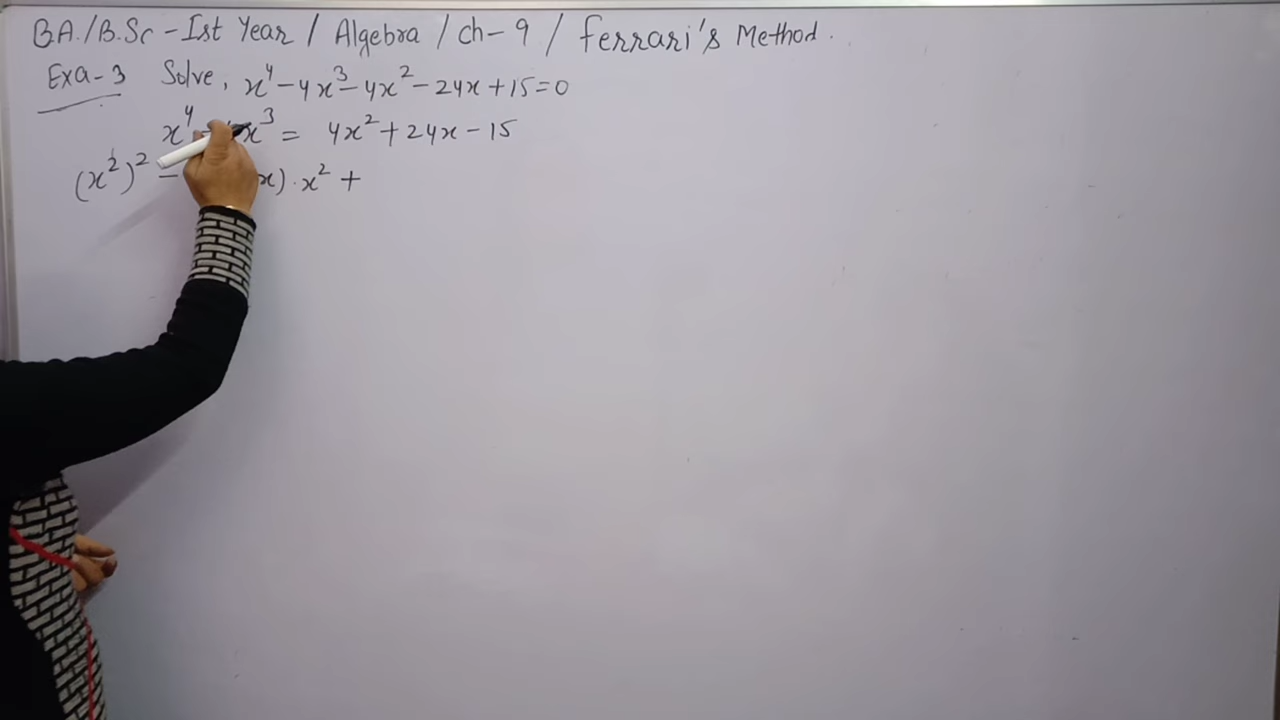 B.A./B.Sc - Ist Year / Algebra / ch - 9 / Ferrari's Method.
Exa-3 Solve, x⁴ - 4x³ - 4x² - 24x + 15 = 0
x⁴ - x³ = 4x² + 24x - 15
(x²)² - x) . x² +